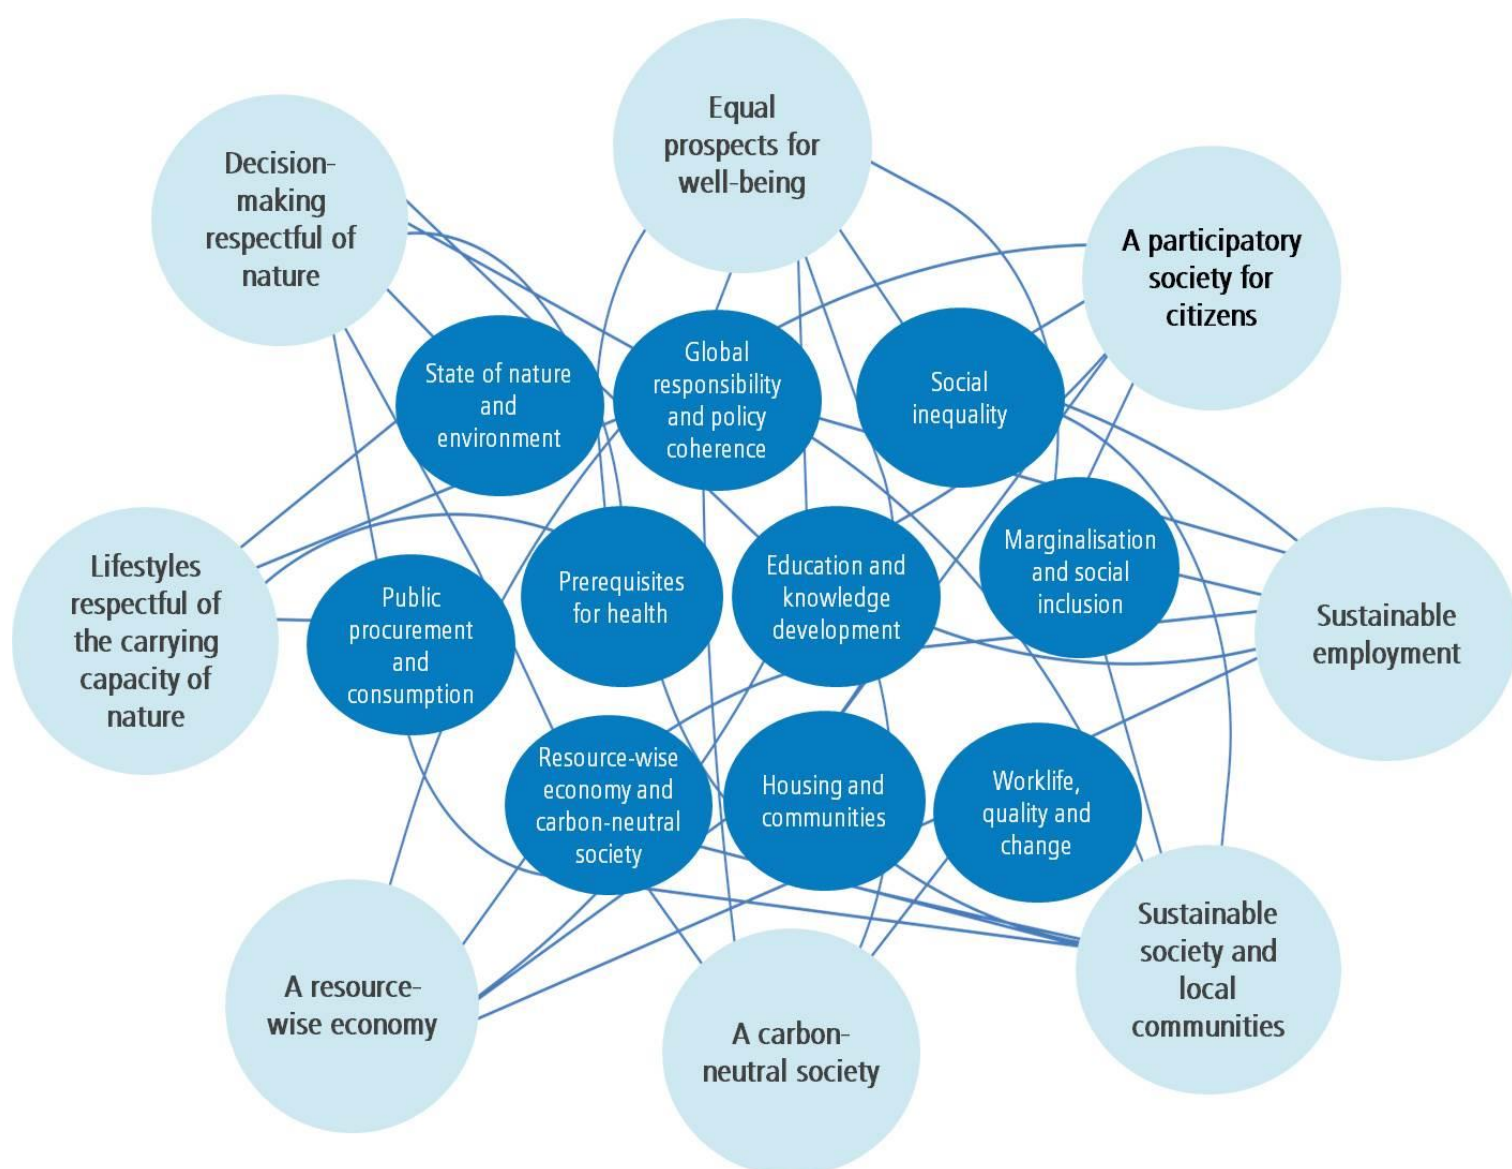 Equal
prospects for
well-being
Decision-
making
respectful of
nature
A participatory
society for
citizens
State of nature
and
environment
Global
responsibility
and policy
coherence
Social
inequality
Lifestyles
respectful of
the carrying
capacity of
nature
Public
procurement
and
consumption
Prerequisites
for health
Education and
knowledge
development
Marginalisation
and social
inclusion
Sustainable
employment
Resource-wise
economy and
carbon-neutral
society
Housing and
communities
Worklife,
quality and
change
A resource-
wise economy
A carbon-
neutral society
Sustainable
society and
local
communities